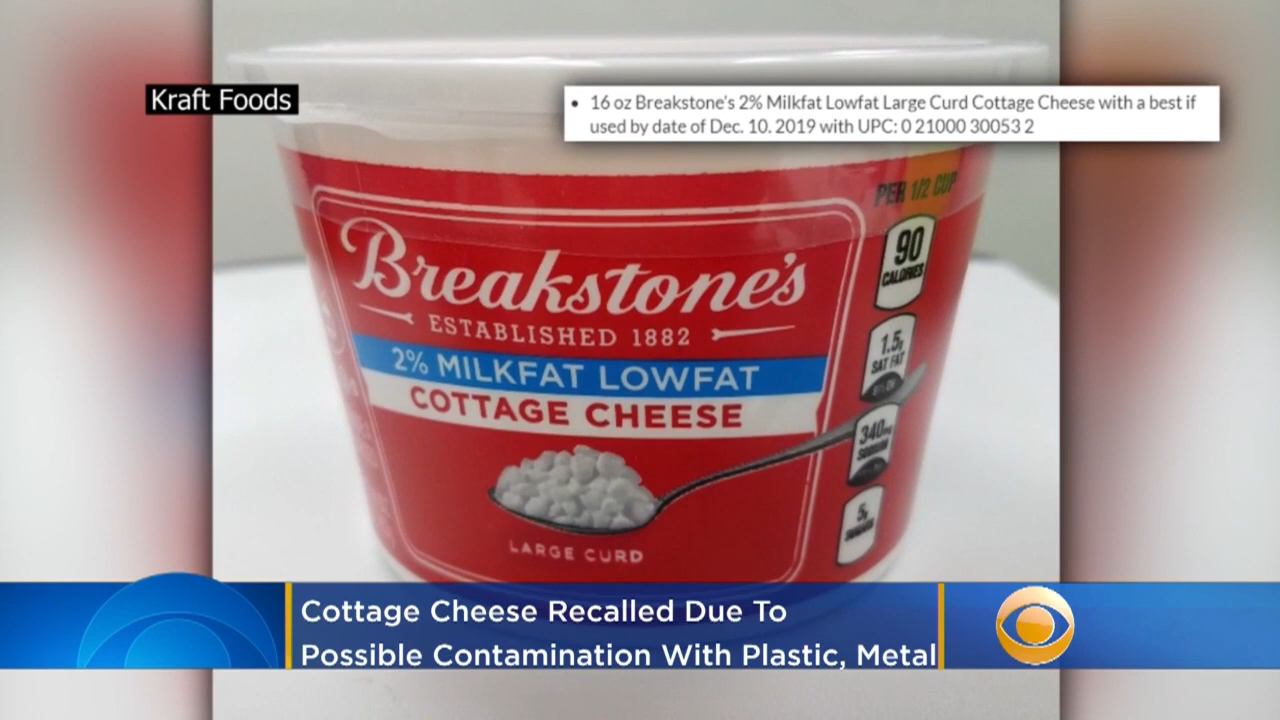 Kraft Foods
• 16 oz Breakstone's 2% Milkfat Lowfat Large Curd Cottage Cheese with a best if
used by date of Dec. 10. 2019 with UPC: 0 21000 30053 2
PER 1/2 CUP
90
CALORIES
1.5g
SAT FAT
340mg
SODIUM
5g
Breakstone's
ESTABLISHED 1882
2% MILKFAT LOWFAT
COTTAGE CHEESE
LARGE CURD
Cottage Cheese Recalled Due To
Possible Contamination With Plastic, Metal